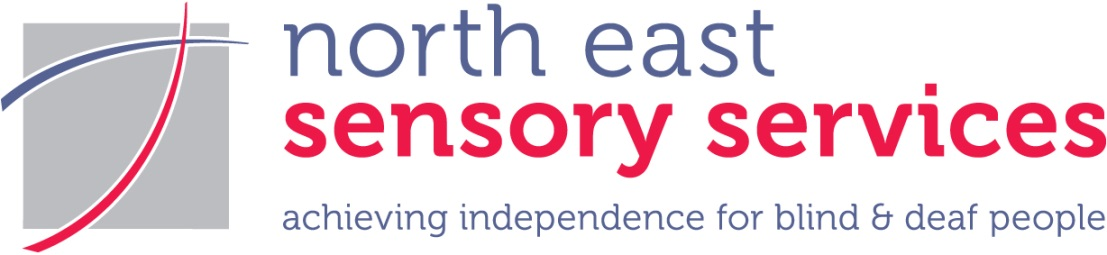 north east
sensory services
achieving independence for blind & deaf people